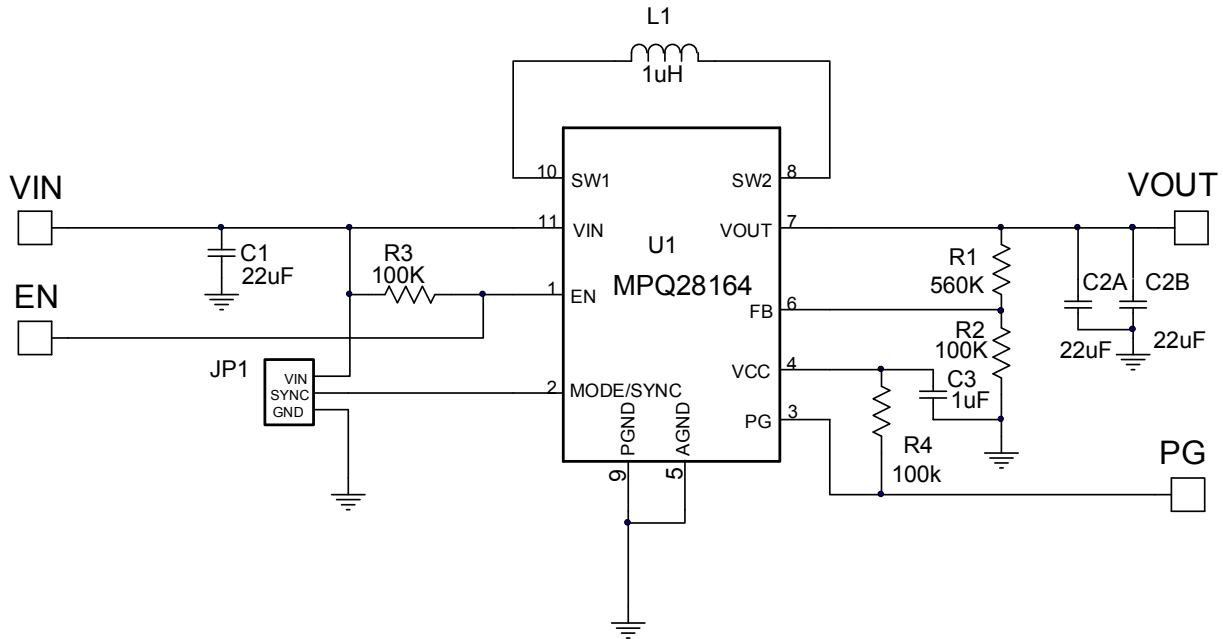 L1
1uH
VIN
VOUT
10
SW1
SW2
8
11
VIN
VOUT
7
U1
MPQ28164
C1
22uF
R3
100K
R1
560K
C2A
C2B
EN
1
EN
FB
6
R2
100K
22uF
22uF
JP1
VIN
SYNC
GND
2
MODE/SYNC
VCC
4
C3
1uF
PG
3
PGND
AGND
9
5
R4
100k
PG